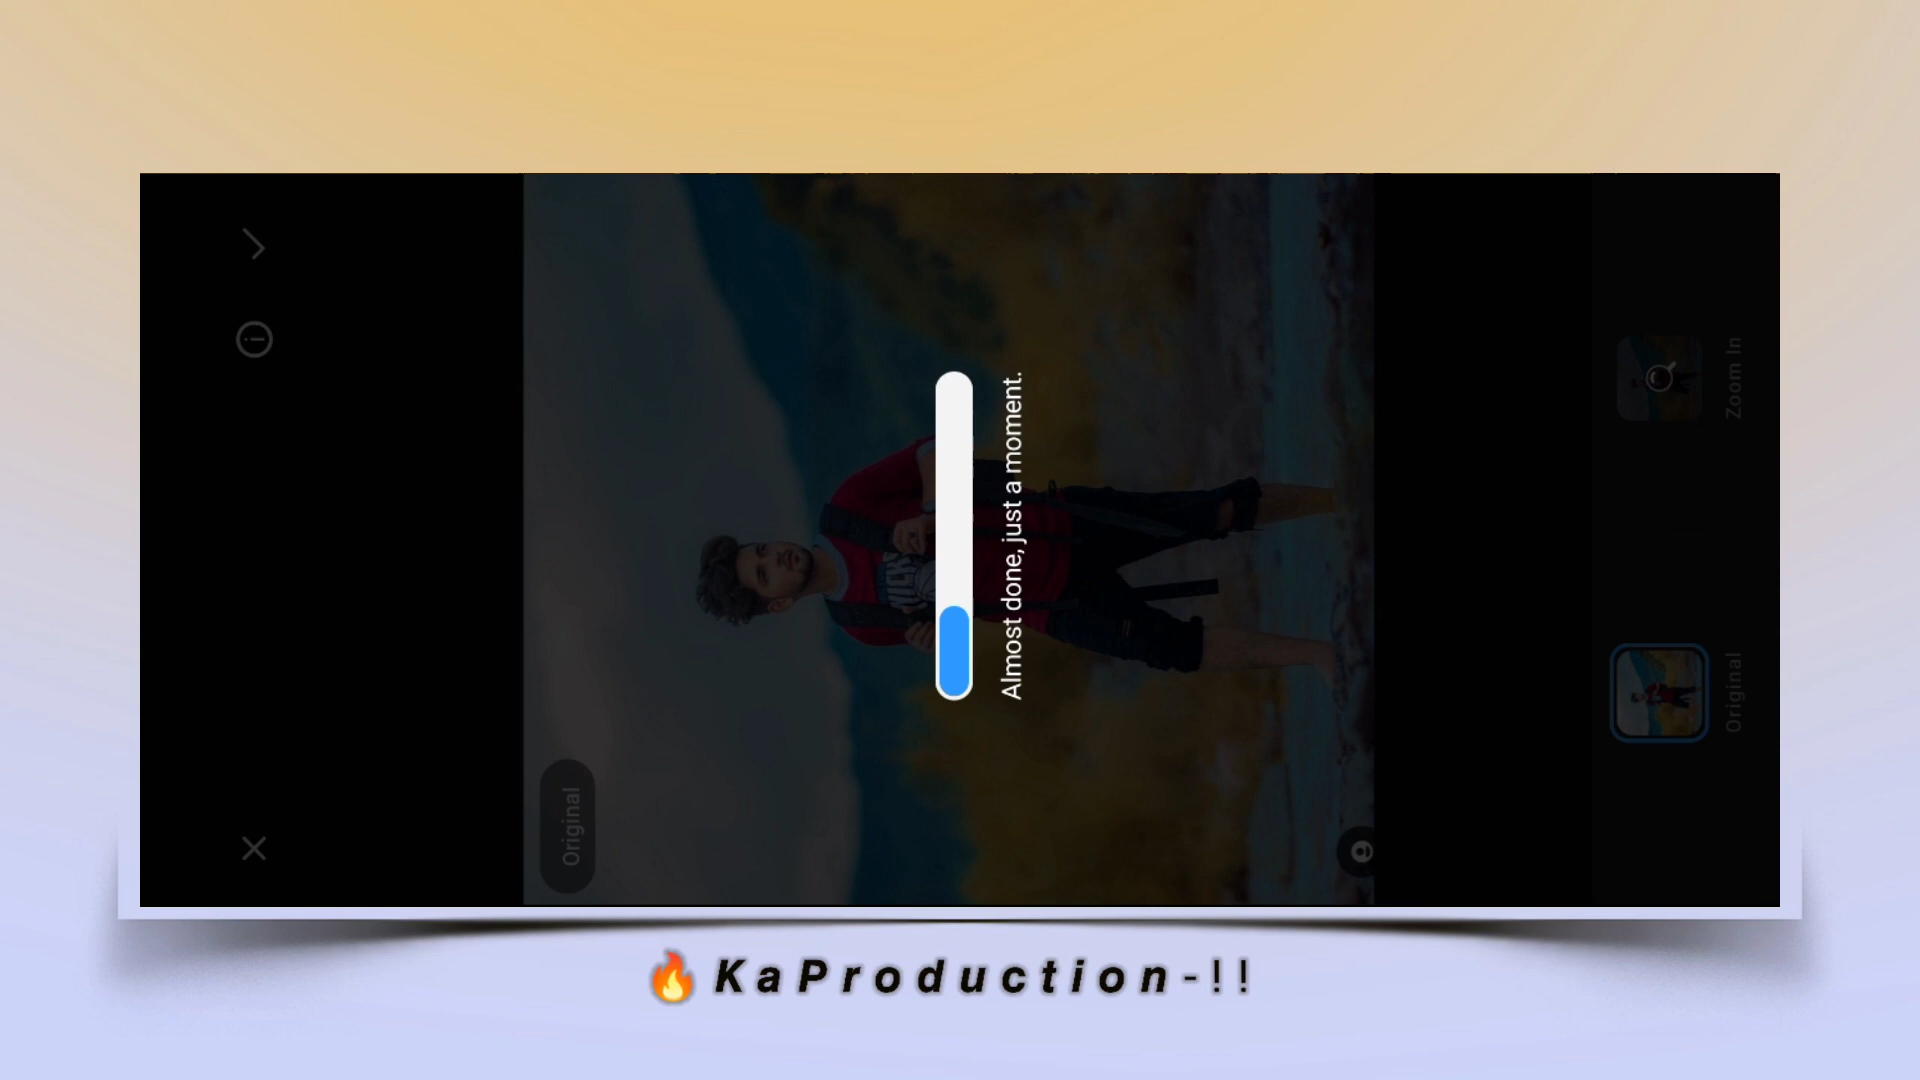 Original
Almost done, just a moment.
Zoom In
Original
🔥 KaProduction-!!